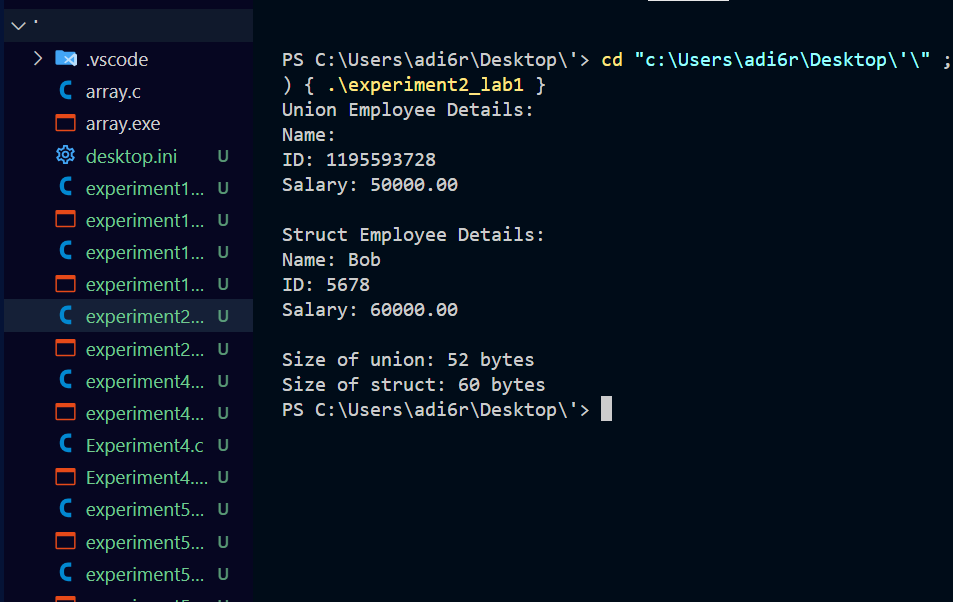 '
.vscode
array.c
array.exe
desktop.ini U
experiment1... U
experiment1... U
experiment1... U
experiment1... U
experiment2... U
experiment2... U
experiment4... U
experiment4... U
Experiment4.c U
Experiment4.... U
experiment5... U
experiment5... U
experiment5... U
PS C:\Users\adi6r\Desktop\'> cd "c:\Users\adi6r\Desktop\'\" ;
) { .\experiment2_lab1 }
Union Employee Details:
Name:
ID: 1195593728
Salary: 50000.00
Struct Employee Details:
Name: Bob
ID: 5678
Salary: 60000.00
Size of union: 52 bytes
Size of struct: 60 bytes
PS C:\Users\adi6r\Desktop\'>